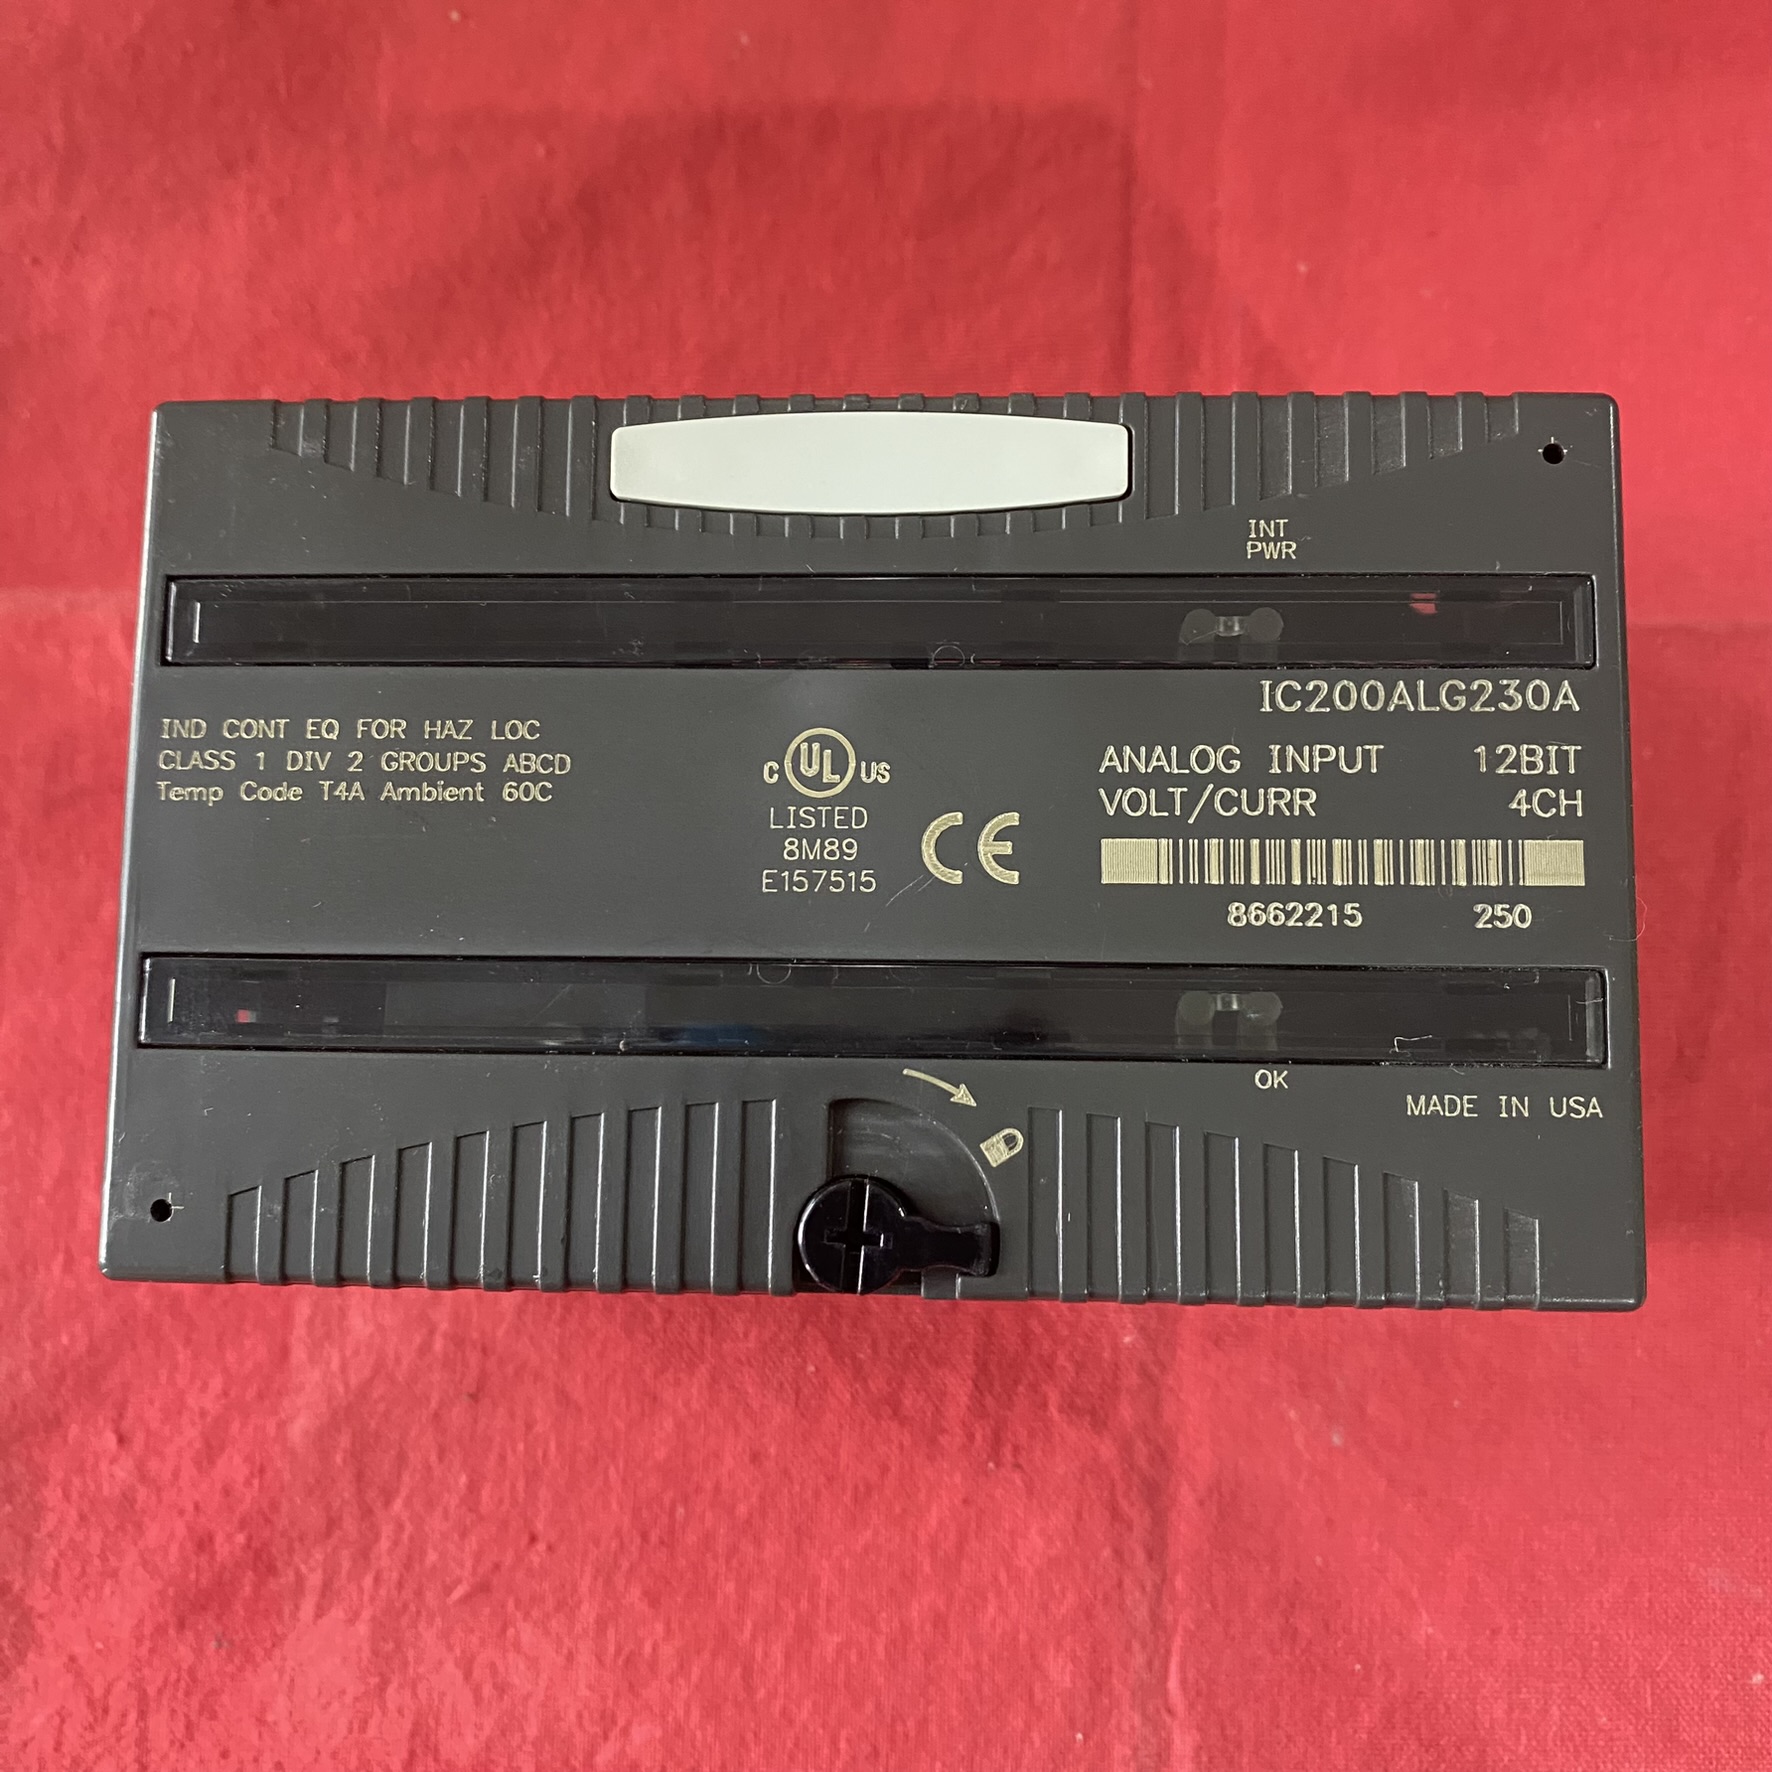 INT
PWR
IC200ALG230A
IND CONT EQ FOR HAZ LOC
CLASS 1 DIV 2 GROUPS ABCD
Temp Code T4A Ambient 60C
C UL US
LISTED
8M89
E157515
CE
ANALOG INPUT 12BIT
VOLT/CURR 4CH
8662215 250
OK
MADE IN USA